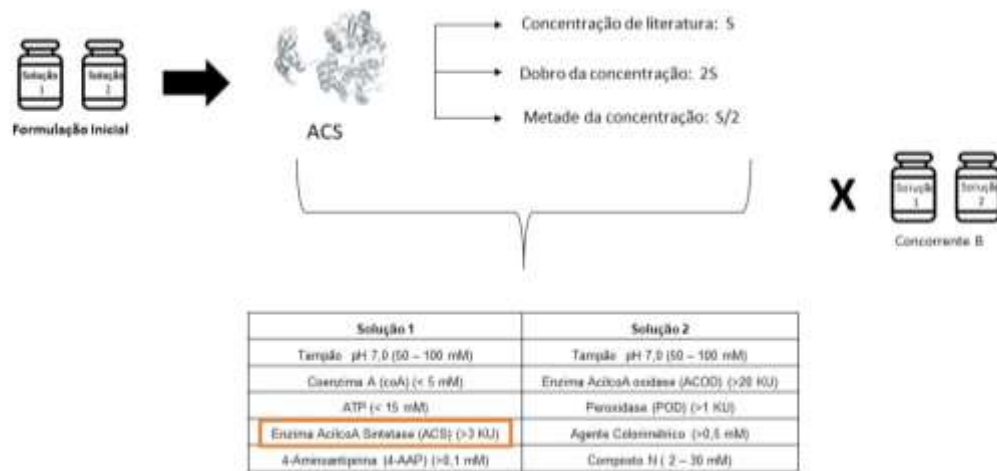 Solução
1
Solução
2
Formulação Inicial
ACS
Concentração de literatura: S
Dobro da concentração: 2S
Metade da concentração: S/2
X
Solução
1
Solução
2
Concorrente B
Solução 1
Solução 2
Tampão pH 7,0 (50 – 100 mM)
Tampão pH 7,0 (50 – 100 mM)
Coenzima A (coA) (< 5 mM)
Enzima AcilcoA oxidase (ACOD) (>20 KU)
ATP (< 15 mM)
Peroxidase (POD) (>1 KU)
Enzima AcilcoA Sintetase (ACS) (>3 KU)
Agente Colorimétrico (>0,5 mM)
4-Aminoantipirina (4-AAP) (>0,1 mM)
Composto N ( 2 – 30 mM)